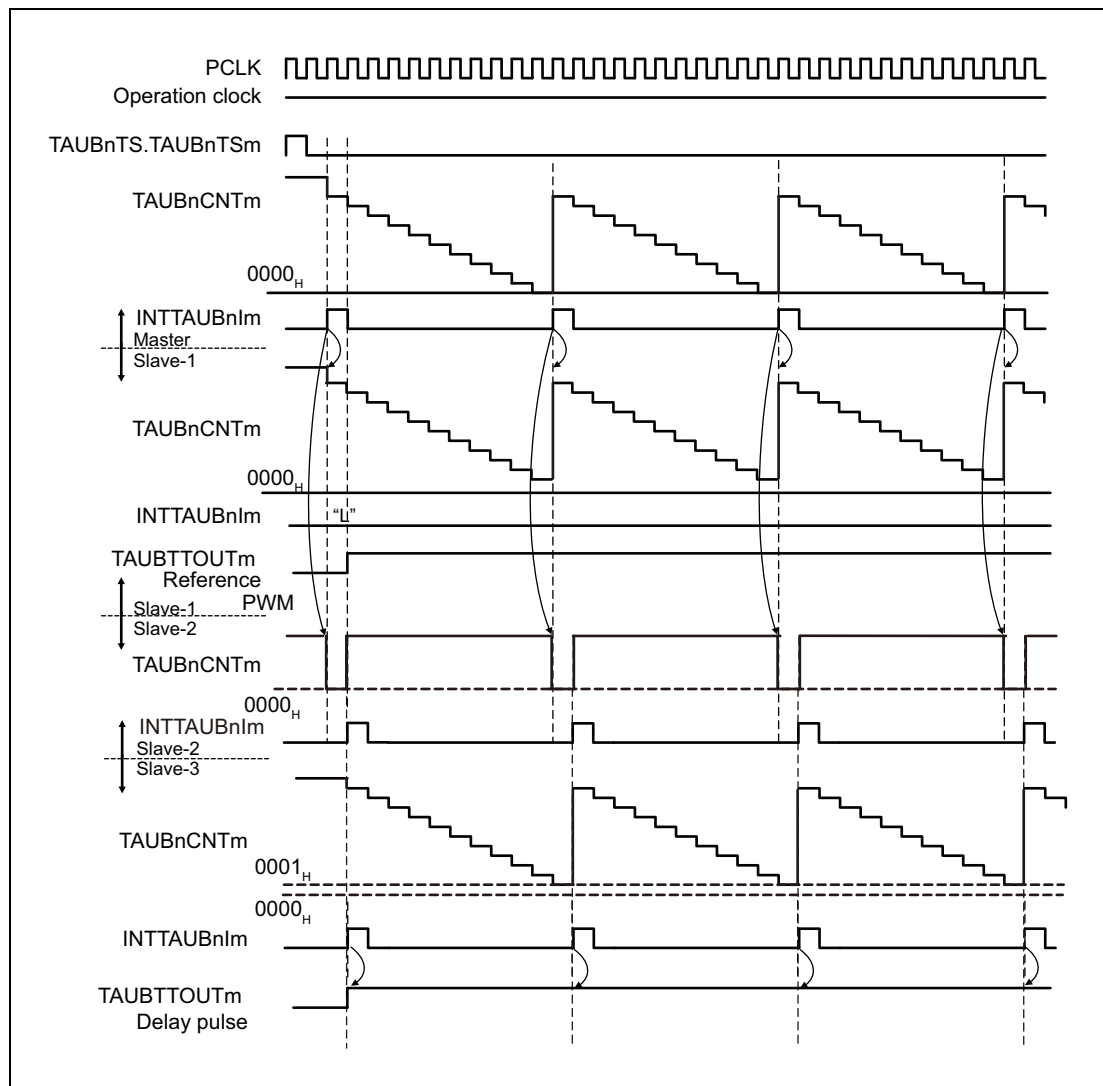 PCLK
Operation clock
TAUBnTS.TAUBnTSm
TAUBnCNTm
0000H
INTTAUBnIm
Master
Slave-1
TAUBnCNTm
0000H
INTTAUBnIm “L”
TAUBTTOUTm
Reference
PWM
Slave-1
Slave-2
TAUBnCNTm
0000H
INTTAUBnIm
Slave-2
Slave-3
TAUBnCNTm
0001H
0000H
INTTAUBnIm
TAUBTTOUTm
Delay pulse